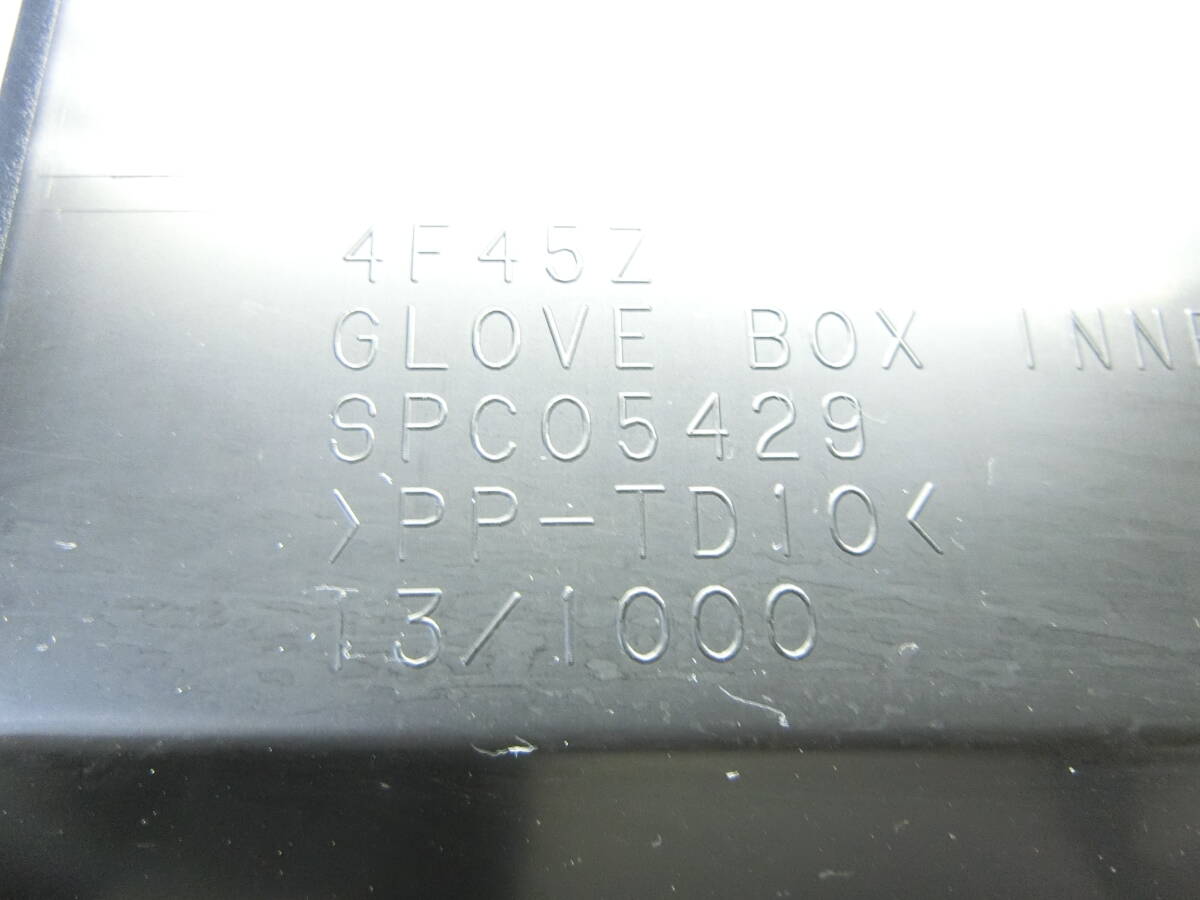 4F45Z
GLOVE BOX INNE
SPC05429
>PP-TD10<
T3/1000